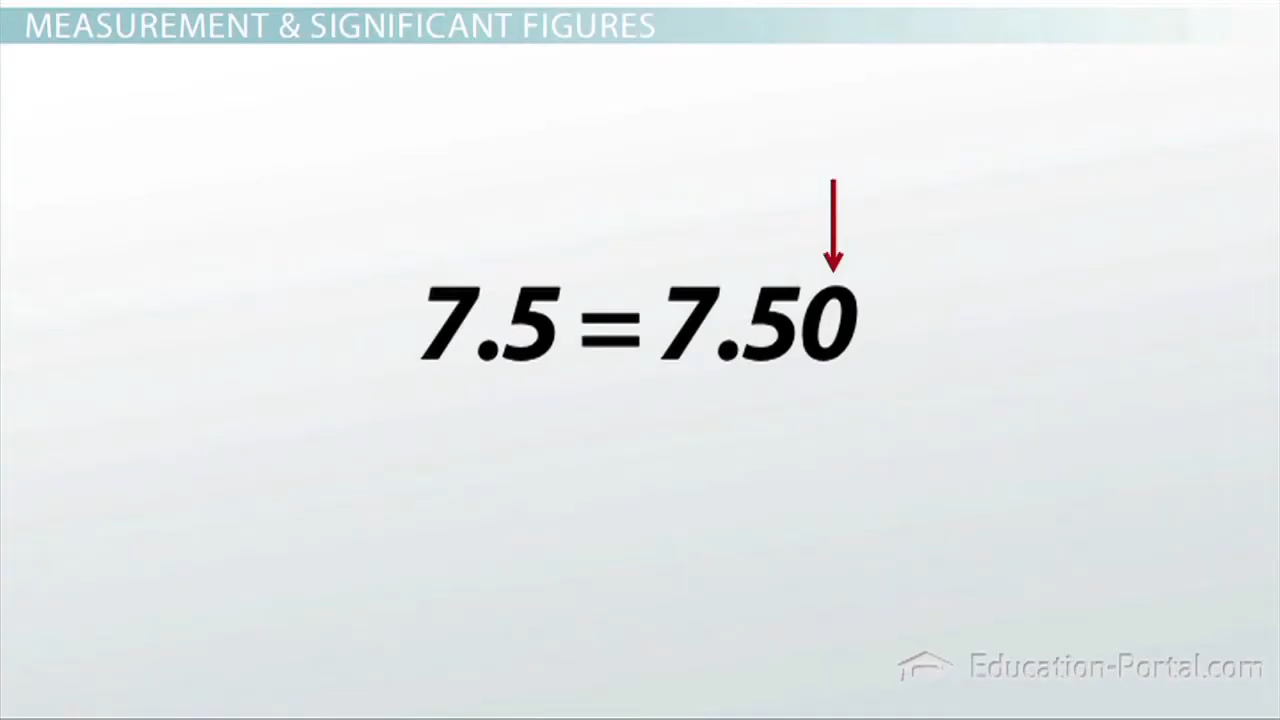 MEASUREMENT & SIGNIFICANT FIGURES
7.5 = 7.50
Education-Portal.com